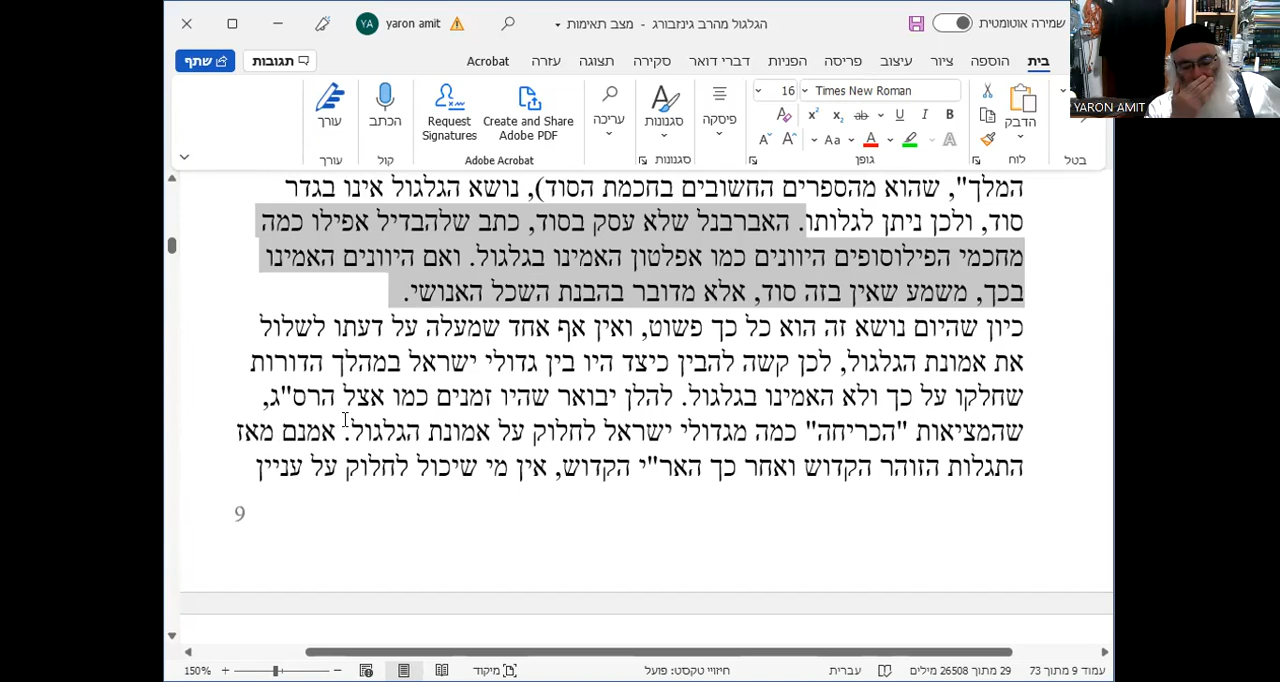 שמירה אוטומטית
הגלגול מהרב גינזבורג - מצב תאימות
yaron amit
YA
YARON AMIT
בית
הוספה
ציור
עיצוב
פריסה
הפניות
דברי דואר
סקירה
תצוגה
עזרה
Acrobat
תגובות
שתף
הדבק
Times New Roman
16
B I U ab x₂ x²
A A Aa A A
פיסקה
סגנונות
עריכה
Create and Share Adobe PDF
Request Signatures
הכתב
עורך
בטל
לוח
גופן
סגנונות
Adobe Acrobat
קול
עורך
המלך", שהוא מהספרים החשובים בחכמת הסוד), נושא הגלגול אינו בגדר
סוד, ולכן ניתן לגלותו. האברבנל שלא עסק בסוד, כתב שלהבדיל אפילו כמה
מחכמי הפילוסופים היוונים כמו אפלטון האמינו בגלגול. ואם היוונים האמינו
בכך, משמע שאין בזה סוד, אלא מדובר בהבנת השכל האנושי.
כיון שהיום נושא זה הוא כל כך פשוט, ואין אף אחד שמעלה על דעתו לשלול
את אמונת הגלגול, לכן קשה להבין כיצד היו בין גדולי ישראל במהלך הדורות
שחלקו על כך ולא האמינו בגלגול. להלן יבואר שהיו זמנים כמו אצל הרס"ג,
שהמציאות "הכריחה" כמה מגדולי ישראל לחלוק על אמונת הגלגול. אמנם מאז
התגלות הזוהר הקדוש ואחר כך האר"י הקדוש, אין מי שיכול לחלוק על עניין
9
עמוד 9 מתוך 73
29 מתוך 26508 מילים
עברית
חיזוי טקסט: פועל
מיקוד
150%